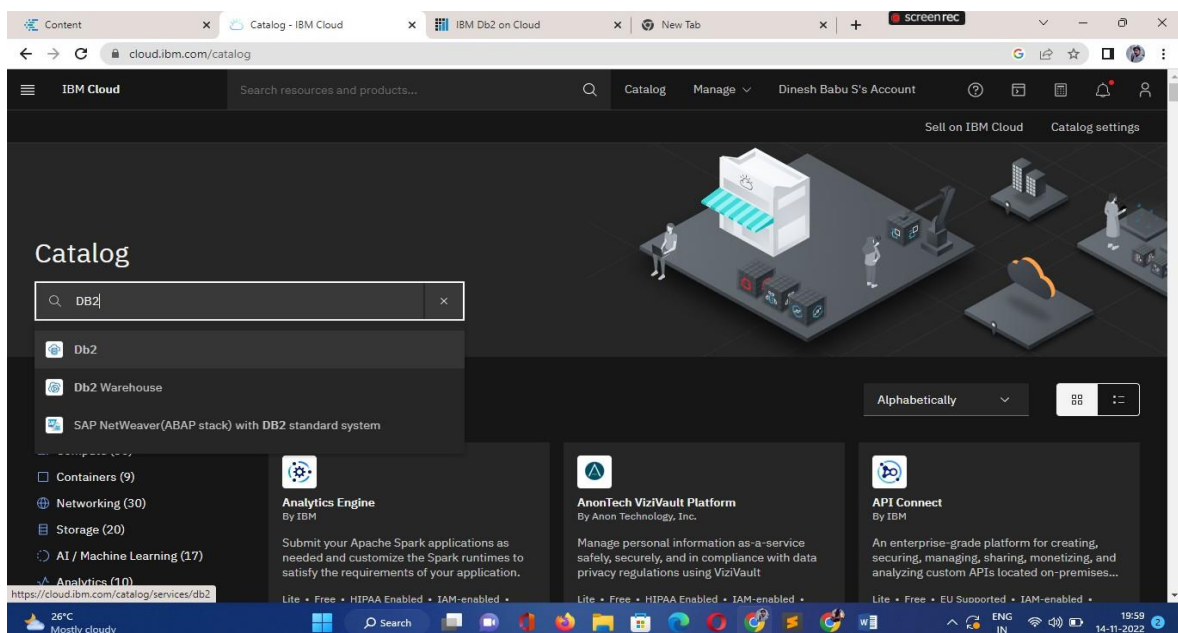 Content
Catalog - IBM Cloud
IBM Db2 on Cloud
New Tab
screenrec
cloud.ibm.com/catalog
IBM Cloud
Search resources and products...
Catalog
Manage
Dinesh Babu S's Account
Sell on IBM Cloud
Catalog settings
Catalog
DB2
Db2
Db2 Warehouse
SAP NetWeaver(ABAP stack) with DB2 standard system
Alphabetically
Containers (9)
Networking (30)
Storage (20)
AI / Machine Learning (17)
Analytics (10)
Analytics Engine
By IBM
Submit your Apache Spark applications as
needed and customize the Spark runtimes to
satisfy the requirements of your application.
Lite • Free • HIPAA Enabled • IAM-enabled •
AnonTech ViziVault Platform
By Anon Technology, Inc.
Manage personal information as-a-service
safely, securely, and in compliance with data
privacy regulations using ViziVault
Lite • Free • HIPAA Enabled • IAM-enabled •
API Connect
By IBM
An enterprise-grade platform for creating,
securing, managing, sharing, monetizing, and
analyzing custom APIs located on-premises...
Lite • Free • EU Supported • IAM-enabled •
https://cloud.ibm.com/catalog/services/db2
26°C
Mostly cloudy
Search
ENG
IN
19:59
14-11-2022
2